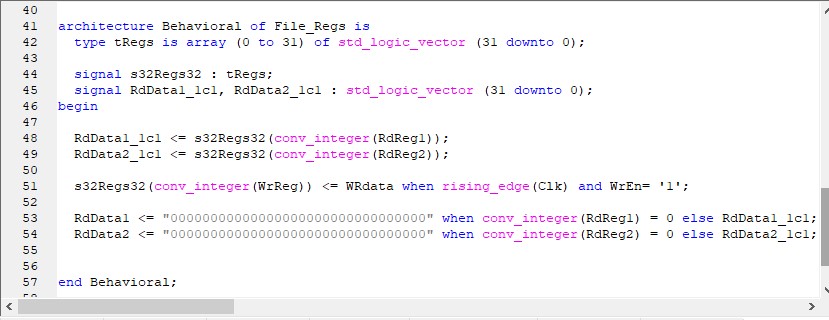 40
41 architecture Behavioral of File_Regs is
42 type tRegs is array (0 to 31) of std_logic_vector (31 downto 0);
43
44 signal s32Regs32 : tRegs;
45 signal RdData1_lcl, RdData2_lcl : std_logic_vector (31 downto 0);
46 begin
47
48 RdData1_lcl <= s32Regs32(conv_integer(RdReg1));
49 RdData2_lcl <= s32Regs32(conv_integer(RdReg2));
50
51 s32Regs32(conv_integer(WrReg)) <= WRdata when rising_edge(Clk) and WrEn= '1';
52
53 RdData1 <= "00000000000000000000000000000000" when conv_integer(RdReg1) = 0 else RdData1_lcl;
54 RdData2 <= "00000000000000000000000000000000" when conv_integer(RdReg2) = 0 else RdData2_lcl;
55
56
57 end Behavioral;